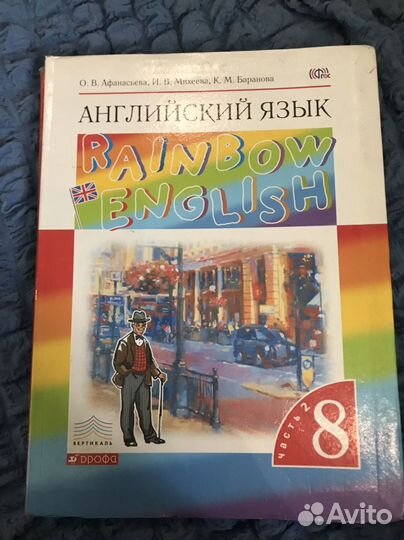 О. В. Афанасьева, И. В. Михеева, К. М. Баранова
АНГЛИЙСКИЙ ЯЗЫК
RAINBOW
ENGLISH
ВЕРТИКАЛЬ
ДРОФА
часть 2
8
Avito